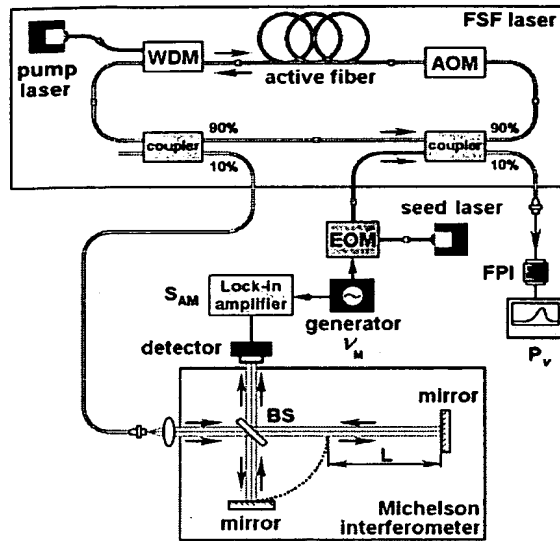 FSF laser
pump
laser
WDM
active fiber
AOM
coupler
90%
10%
coupler
90%
10%
seed laser
EOM
FPI
S_AM
Lock-in
amplifier
generator
ν_M
P_ν
detector
BS
mirror
L
mirror
Michelson
interferometer